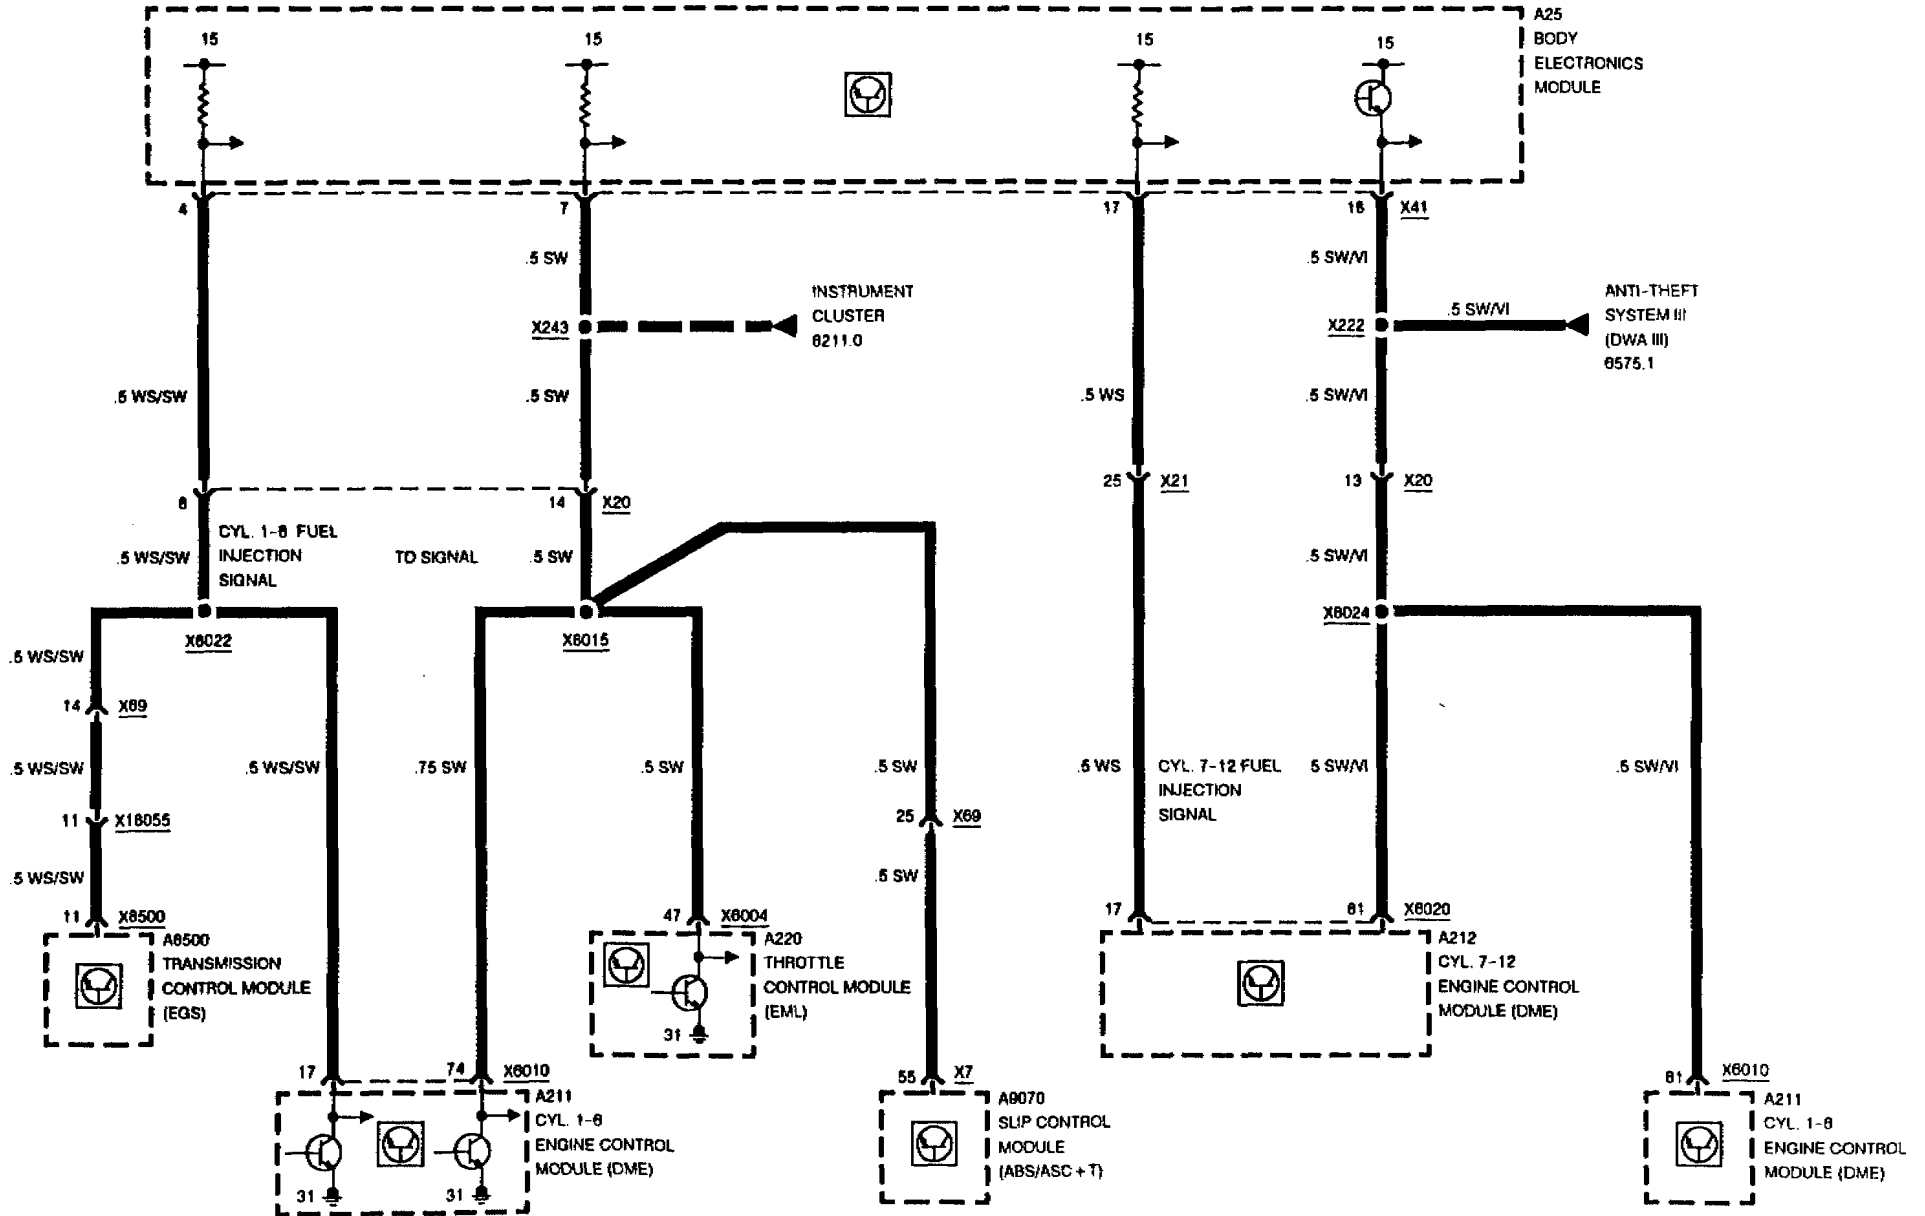 A25
BODY
ELECTRONICS
MODULE
15
15
15
15
4
7
17
16
X41
.5 SW
.5 SW/VI
INSTRUMENT
CLUSTER
6211.0
X243
X222
.5 SW/VI
ANTI-THEFT
SYSTEM III
(DWA III)
6575.1
.5 WS/SW
.5 SW
.5 WS
.5 SW/VI
8
14
X20
25
X21
13
X20
CYL. 1-6 FUEL
INJECTION
SIGNAL
.5 WS/SW
TD SIGNAL
.5 SW
.5 SW/VI
X6022
X6015
X6024
.5 WS/SW
14
X69
.5 WS/SW
.5 WS/SW
.75 SW
.5 SW
.5 SW
.5 WS
CYL. 7-12 FUEL
INJECTION
SIGNAL
5 SW/VI
.5 SW/VI
11
X16055
25
X69
.5 WS/SW
.5 SW
11
X6500
47
X6004
17
61
X6020
A6500
TRANSMISSION
CONTROL MODULE
(EGS)
A220
THROTTLE
CONTROL MODULE
(EML)
31
A212
CYL. 7-12
ENGINE CONTROL
MODULE (DME)
17
74
X6010
55
X7
61
X6010
A211
CYL. 1-6
ENGINE CONTROL
MODULE (DME)
31
31
A9070
SLIP CONTROL
MODULE
(ABS/ASC + T)
A211
CYL. 1-6
ENGINE CONTROL
MODULE (DME)